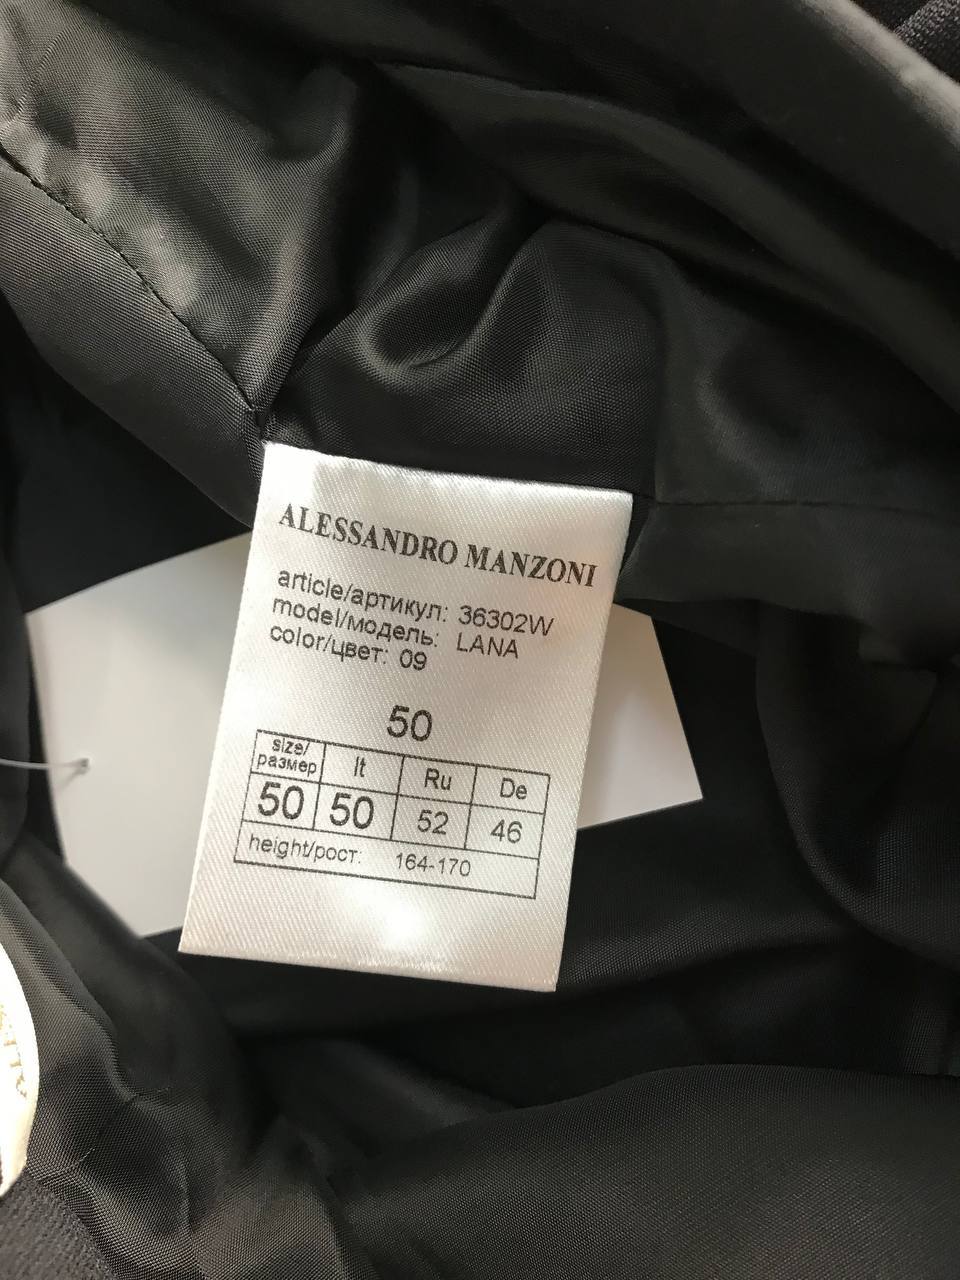 ALESSANDRO MANZONI
article/артикул: 36302W
model/модель: LANA
color/цвет: 09
50
size/размер It Ru De
50 50 52 46
height/рост: 164-170